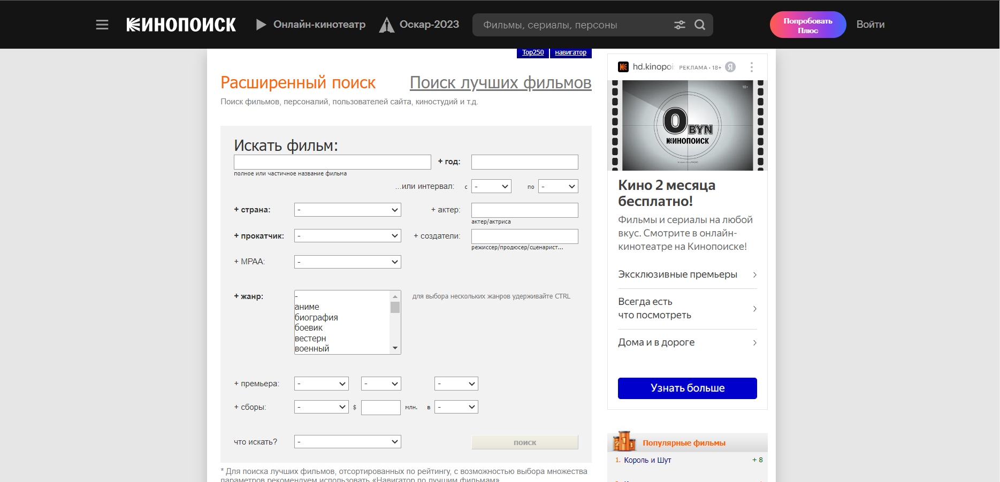 КИНОПОИСК
Онлайн-кинотеатр
Оскар-2023
Фильмы, сериалы, персоны
Попробовать
Плюс
Войти
Top250
навигатор
Расширенный поиск
Поиск лучших фильмов
Поиск фильмов, персоналий, пользователей сайта, киностудий и т.д.
Искать фильм:
+ год:
полное или частичное название фильма
...или интервал: с - по -
+ страна: -
+ актер:
актер/актриса
+ прокатчик: -
+ создатели:
режиссер/продюсер/сценарист...
+ MPAA: -
+ жанр:
-
аниме
биография
боевик
вестерн
военный
для выбора нескольких жанров удерживайте CTRL
+ премьера: - - -
+ сборы: - $ млн. в -
что искать? -
поиск
* Для поиска лучших фильмов, отсортированных по рейтингу, с возможностью выбора множества
параметров рекомендуем использовать «Навигатор по лучшим фильмам»
hd.kinopoi
РЕКЛАМА • 18+
Я
18+
0 BYN
КИНОПОИСК
Кино 2 месяца
бесплатно!
Фильмы и сериалы на любой
вкус. Смотрите в онлайн-
кинотеатре на Кинопоиске!
Эксклюзивные премьеры
Всегда есть
что посмотреть
Дома и в дороге
Узнать больше
2 1 3
Популярные фильмы
1. Король и Шут + 8